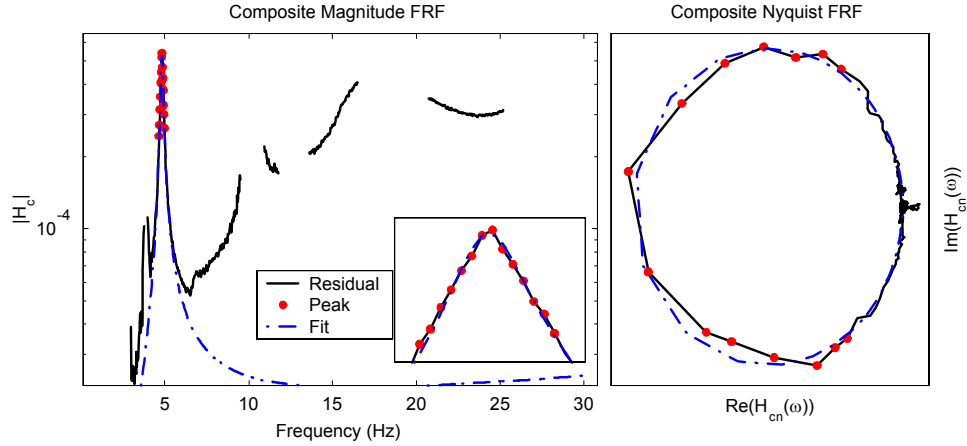 Composite Magnitude FRF
Composite Nyquist FRF
|H_c|
10^-4
Residual
Peak
Fit
5 10 15 20 25 30
Frequency (Hz)
Re(H_cn(ω))
Im(H_cn(ω))